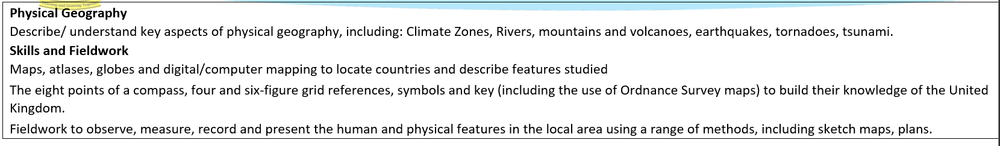 Learning and Growing Together
Physical Geography
Describe/ understand key aspects of physical geography, including: Climate Zones, Rivers, mountains and volcanoes, earthquakes, tornadoes, tsunami.
Skills and Fieldwork
Maps, atlases, globes and digital/computer mapping to locate countries and describe features studied
The eight points of a compass, four and six-figure grid references, symbols and key (including the use of Ordnance Survey maps) to build their knowledge of the United
Kingdom.
Fieldwork to observe, measure, record and present the human and physical features in the local area using a range of methods, including sketch maps, plans.